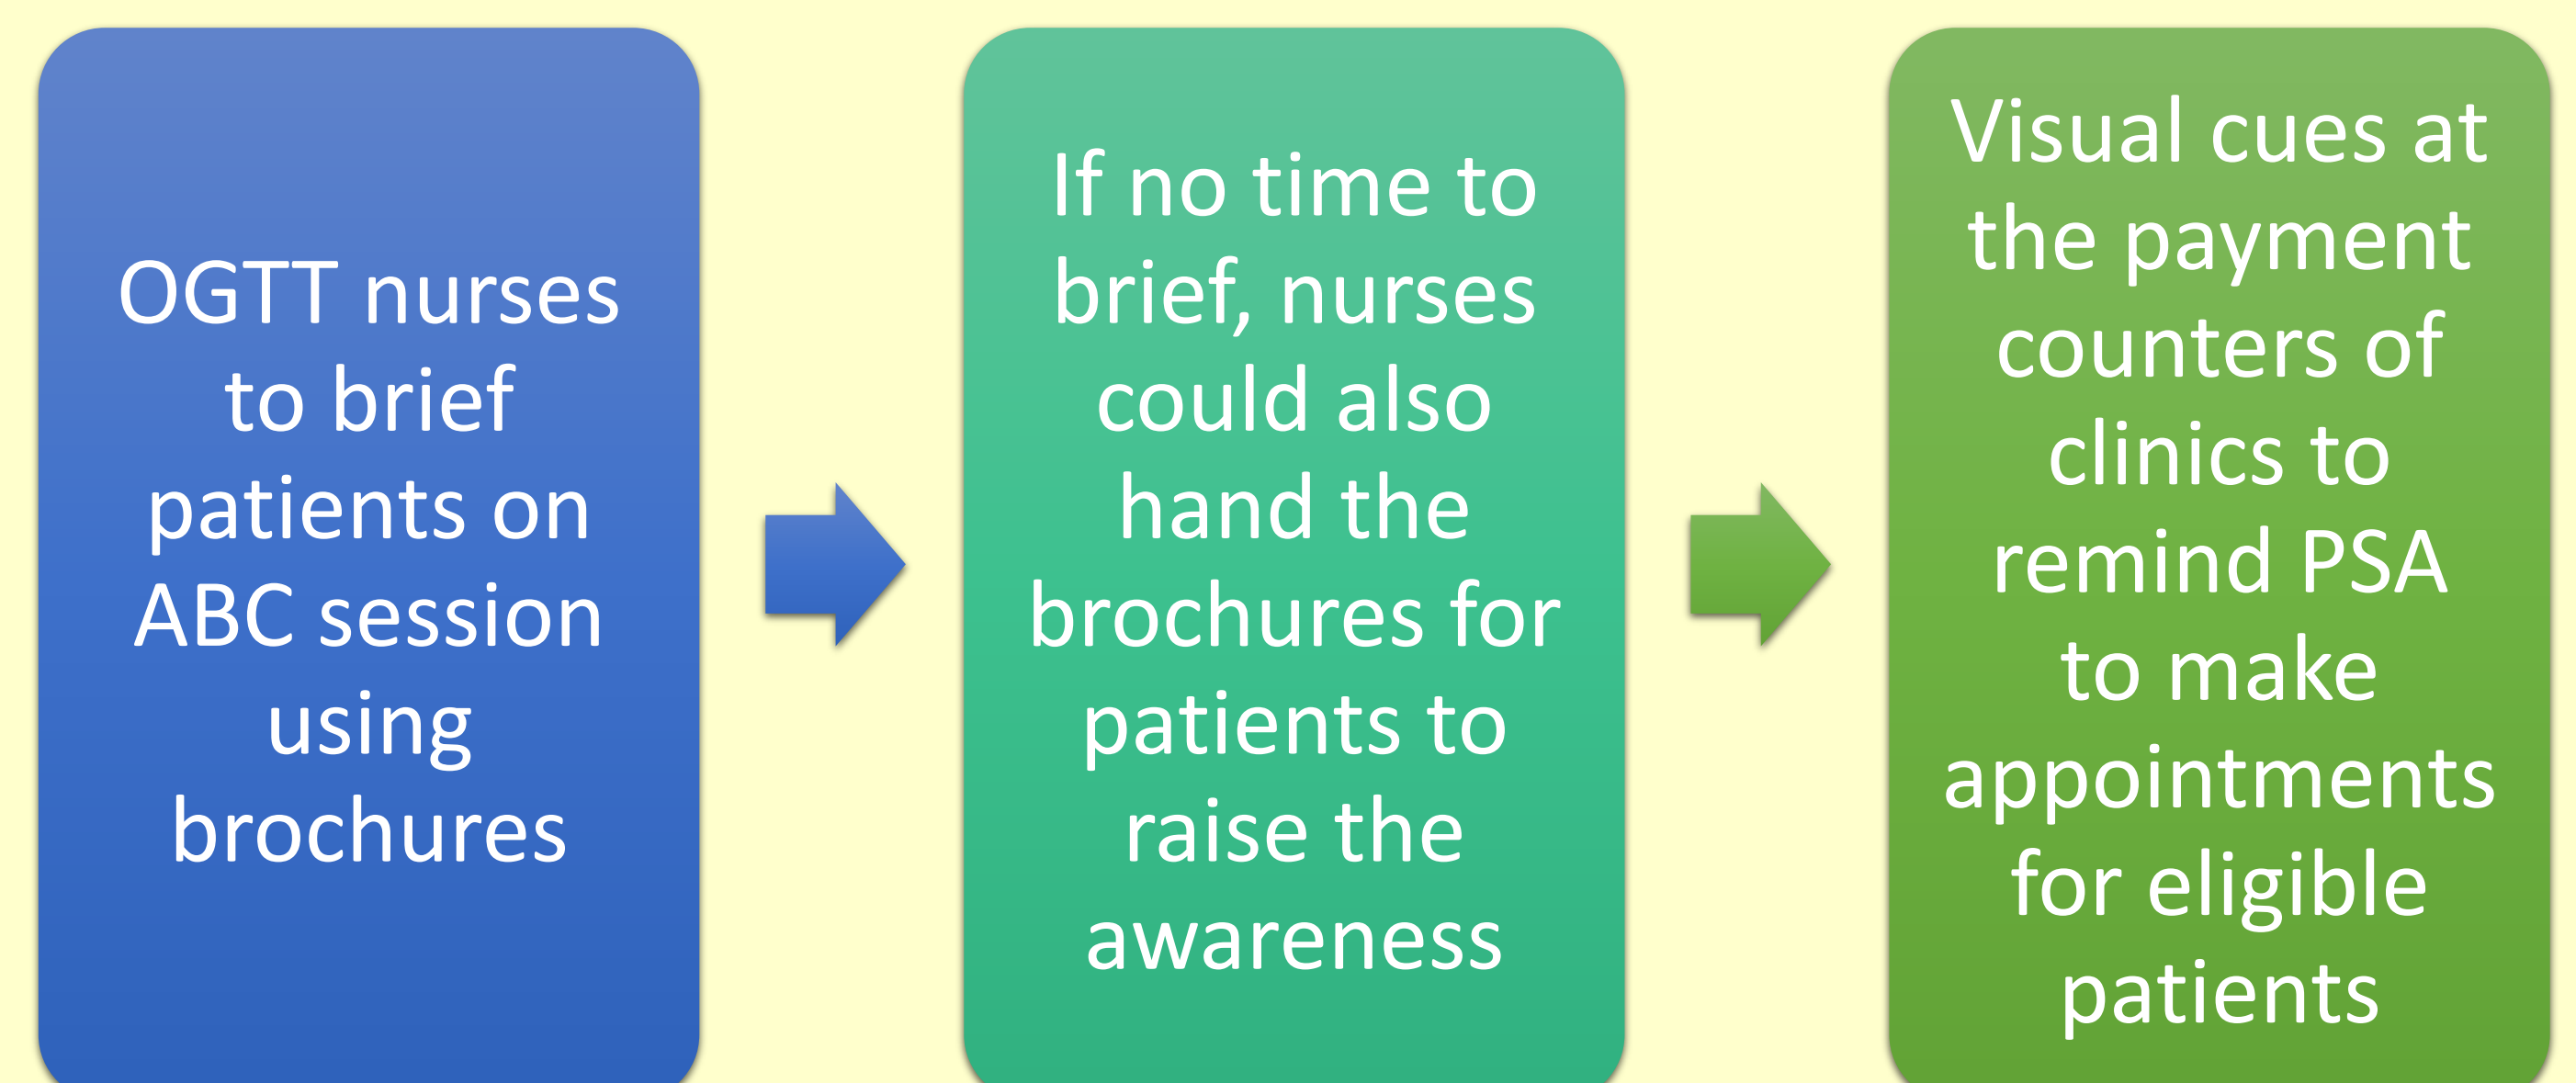 OGTT nurses
to brief
patients on
ABC session
using
brochures
If no time to
brief, nurses
could also
hand the
brochures for
patients to
raise the
awareness
Visual cues at
the payment
counters of
clinics to
remind PSA
to make
appointments
for eligible
patients